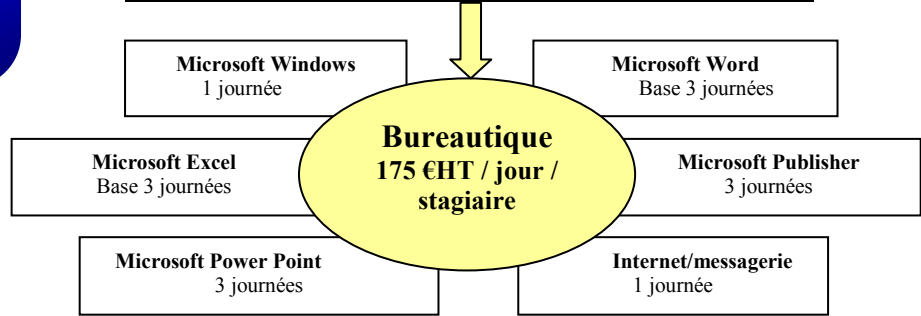 Microsoft Windows
1 journée
Microsoft Word
Base 3 journées
Bureautique
175 €HT / jour /
stagiaire
Microsoft Excel
Base 3 journées
Microsoft Publisher
3 journées
Microsoft Power Point
3 journées
Internet/messagerie
1 journée